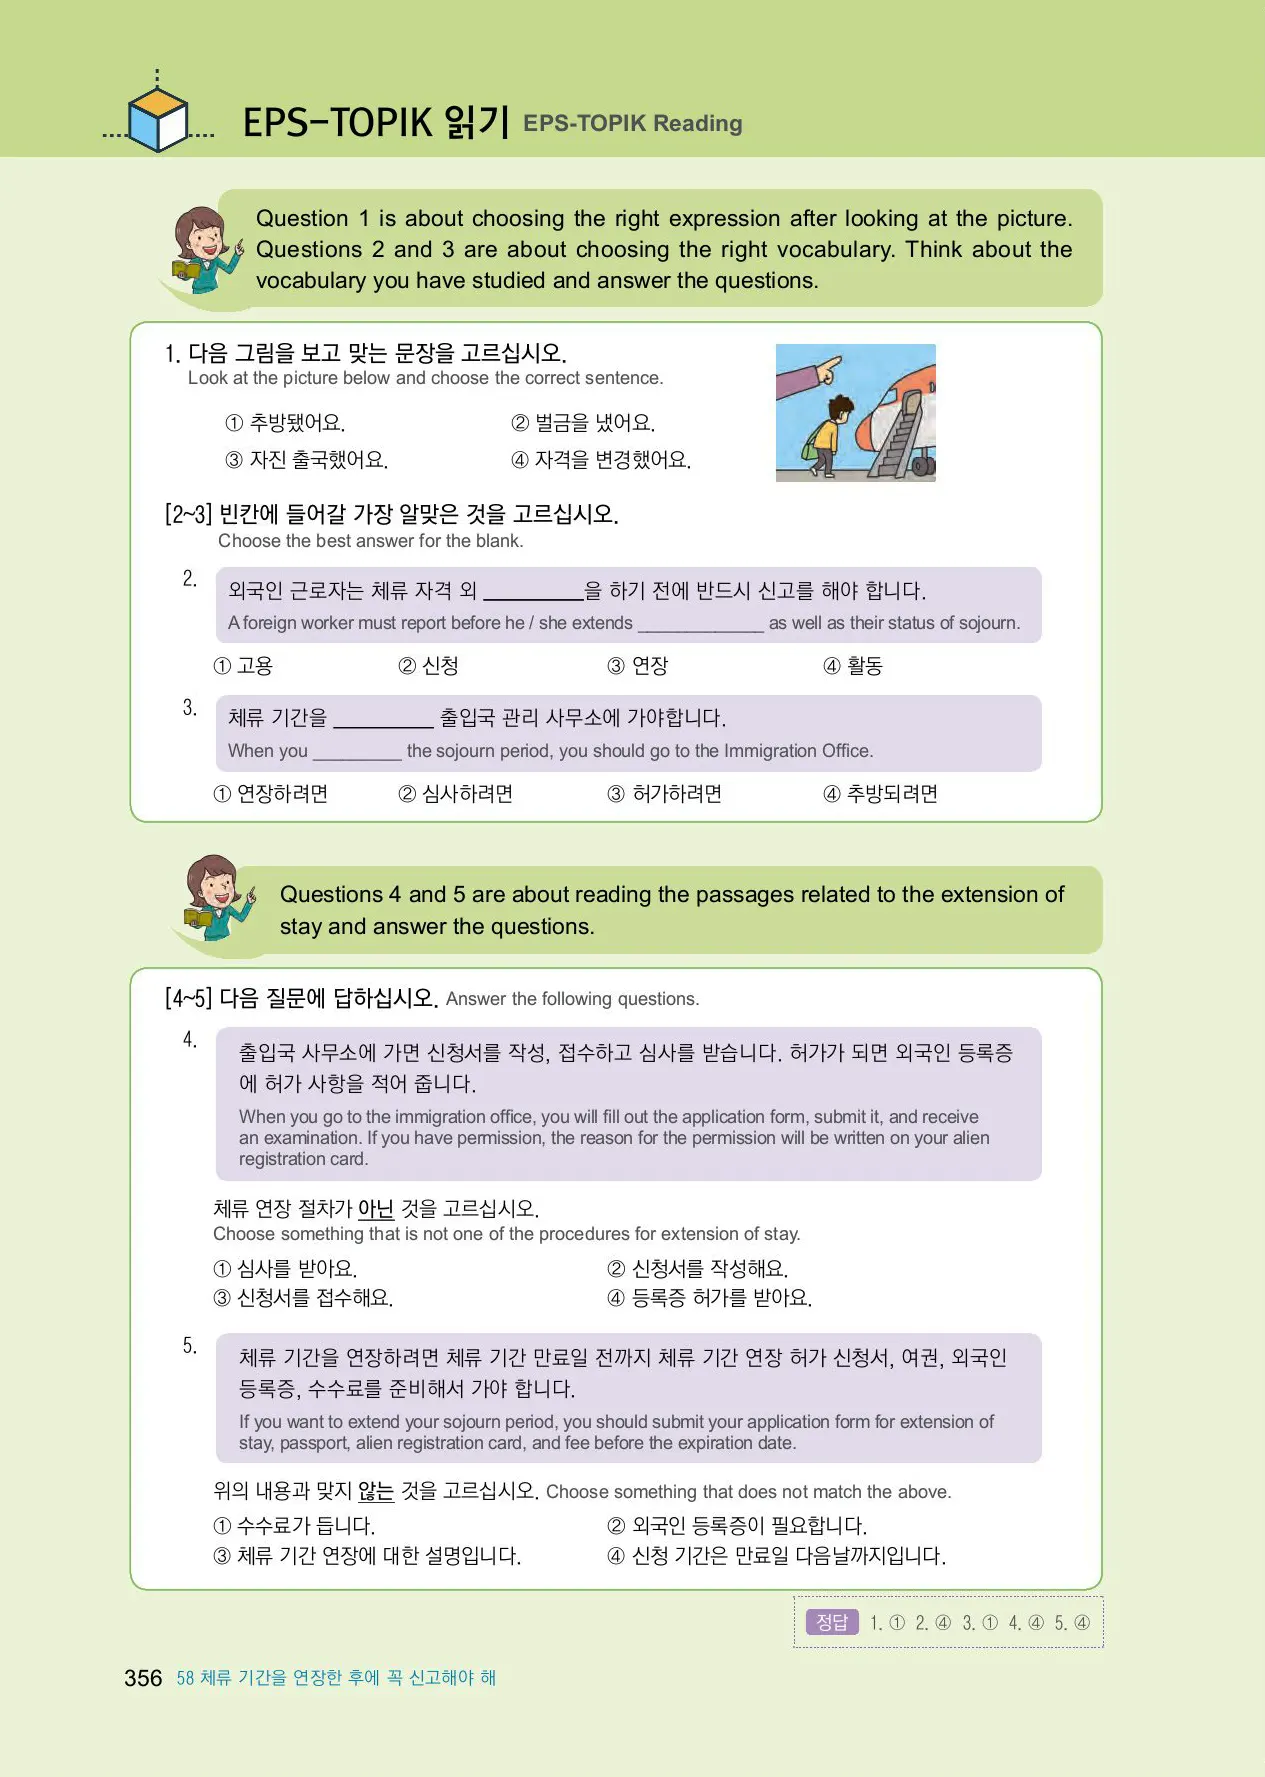 EPS-TOPIK 읽기 EPS-TOPIK Reading
Question 1 is about choosing the right expression after looking at the picture.
Questions 2 and 3 are about choosing the right vocabulary. Think about the
vocabulary you have studied and answer the questions.
1. 다음 그림을 보고 맞는 문장을 고르십시오.
Look at the picture below and choose the correct sentence.
① 추방됐어요. ② 벌금을 냈어요.
③ 자진 출국했어요. ④ 자격을 변경했어요.
[2~3] 빈칸에 들어갈 가장 알맞은 것을 고르십시오.
Choose the best answer for the blank.
2. 외국인 근로자는 체류 자격 외 __________을 하기 전에 반드시 신고를 해야 합니다.
A foreign worker must report before he / she extends _____________ as well as their status of sojourn.
① 고용 ② 신청 ③ 연장 ④ 활동
3. 체류 기간을 __________ 출입국 관리 사무소에 가야합니다.
When you _________ the sojourn period, you should go to the Immigration Office.
① 연장하려면 ② 심사하려면 ③ 허가하려면 ④ 추방되려면
Questions 4 and 5 are about reading the passages related to the extension of
stay and answer the questions.
[4~5] 다음 질문에 답하십시오. Answer the following questions.
4. 출입국 사무소에 가면 신청서를 작성, 접수하고 심사를 받습니다. 허가가 되면 외국인 등록증
에 허가 사항을 적어 줍니다.
When you go to the immigration office, you will fill out the application form, submit it, and receive
an examination. If you have permission, the reason for the permission will be written on your alien
registration card.
체류 연장 절차가 아닌 것을 고르십시오.
Choose something that is not one of the procedures for extension of stay.
① 심사를 받아요. ② 신청서를 작성해요.
③ 신청서를 접수해요. ④ 등록증 허가를 받아요.
5. 체류 기간을 연장하려면 체류 기간 만료일 전까지 체류 기간 연장 허가 신청서, 여권, 외국인
등록증, 수수료를 준비해서 가야 합니다.
If you want to extend your sojourn period, you should submit your application form for extension of
stay, passport, alien registration card, and fee before the expiration date.
위의 내용과 맞지 않는 것을 고르십시오. Choose something that does not match the above.
① 수수료가 듭니다. ② 외국인 등록증이 필요합니다.
③ 체류 기간 연장에 대한 설명입니다. ④ 신청 기간은 만료일 다음날까지입니다.
정답 1. ① 2. ④ 3. ① 4. ④ 5. ④
356 58 체류 기간을 연장한 후에 꼭 신고해야 해